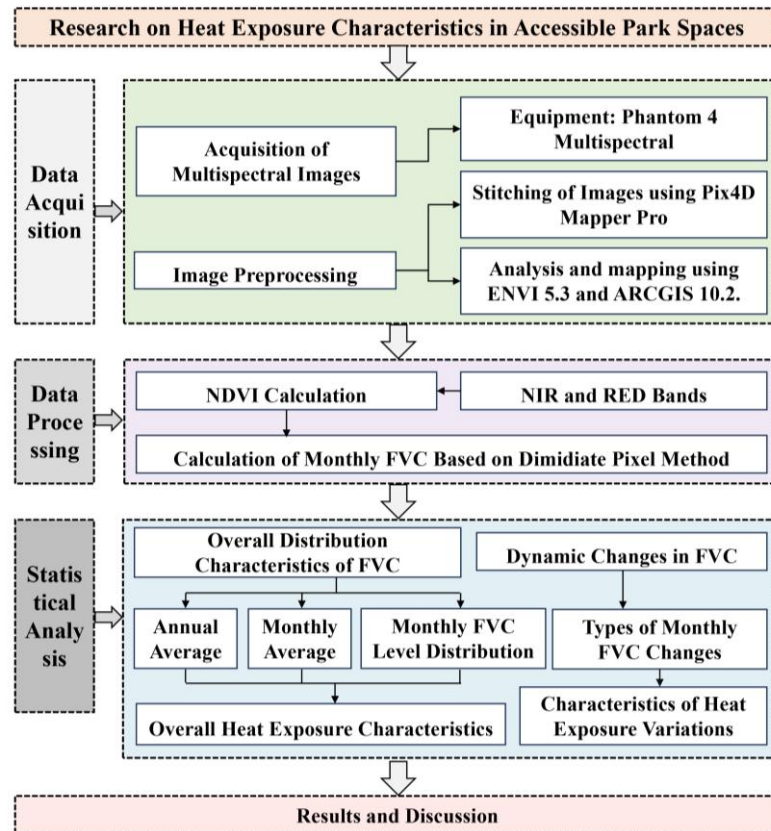 Research on Heat Exposure Characteristics in Accessible Park Spaces
Data
Acqui
sition
Acquisition of
Multispectral Images
Equipment: Phantom 4
Multispectral
Stitching of Images using Pix4D
Mapper Pro
Image Preprocessing
Analysis and mapping using
ENVI 5.3 and ARCGIS 10.2.
Data
Proce
ssing
NDVI Calculation
NIR and RED Bands
Calculation of Monthly FVC Based on Dimidiate Pixel Method
Statis
tical
Analy
sis
Overall Distribution
Characteristics of FVC
Dynamic Changes in FVC
Annual
Average
Monthly
Average
Monthly FVC
Level Distribution
Types of Monthly
FVC Changes
Overall Heat Exposure Characteristics
Characteristics of Heat
Exposure Variations
Results and Discussion